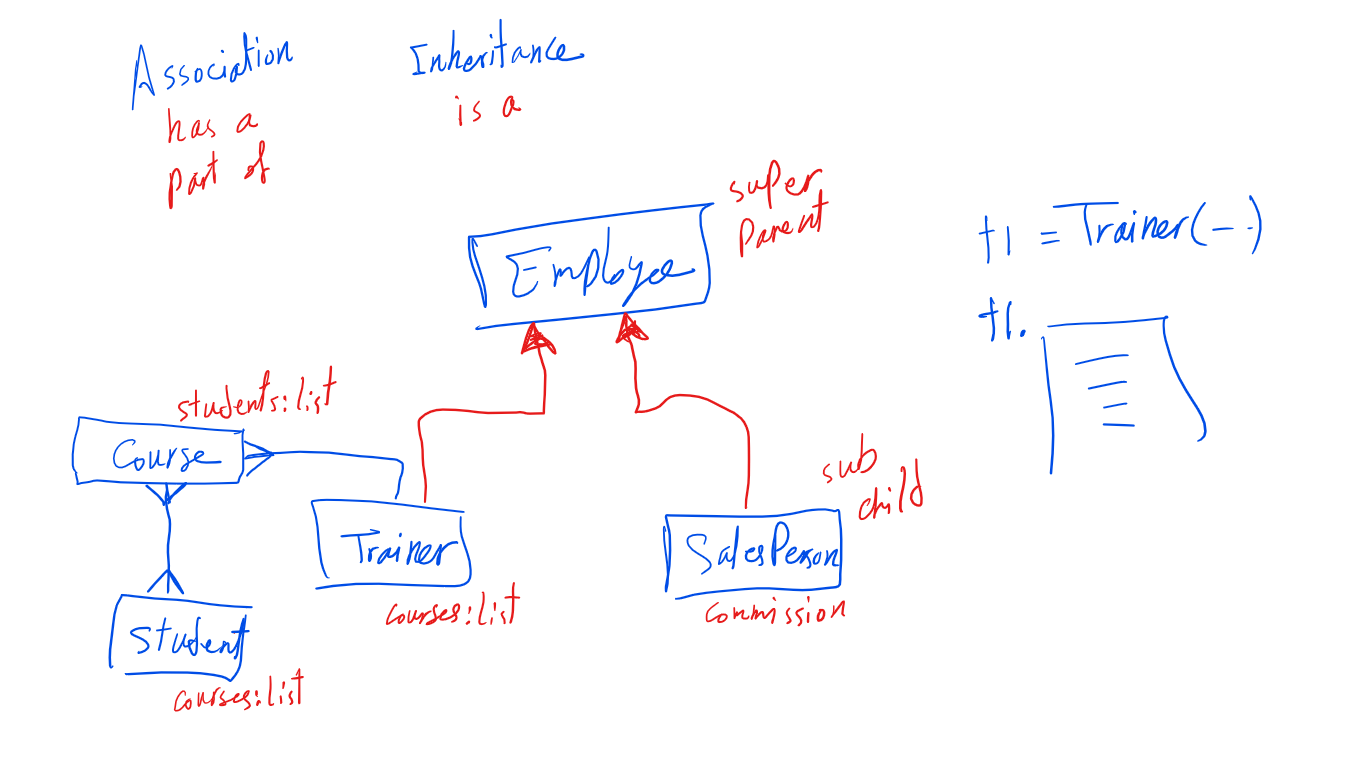 Association
has a
part of
Inheritance
is a
super
Parent
Employee
t1 = Trainer(-- . )
t1.
students:list
Course
Trainer
courses:list
sub
child
SalesPerson
commission
Student
courses:list